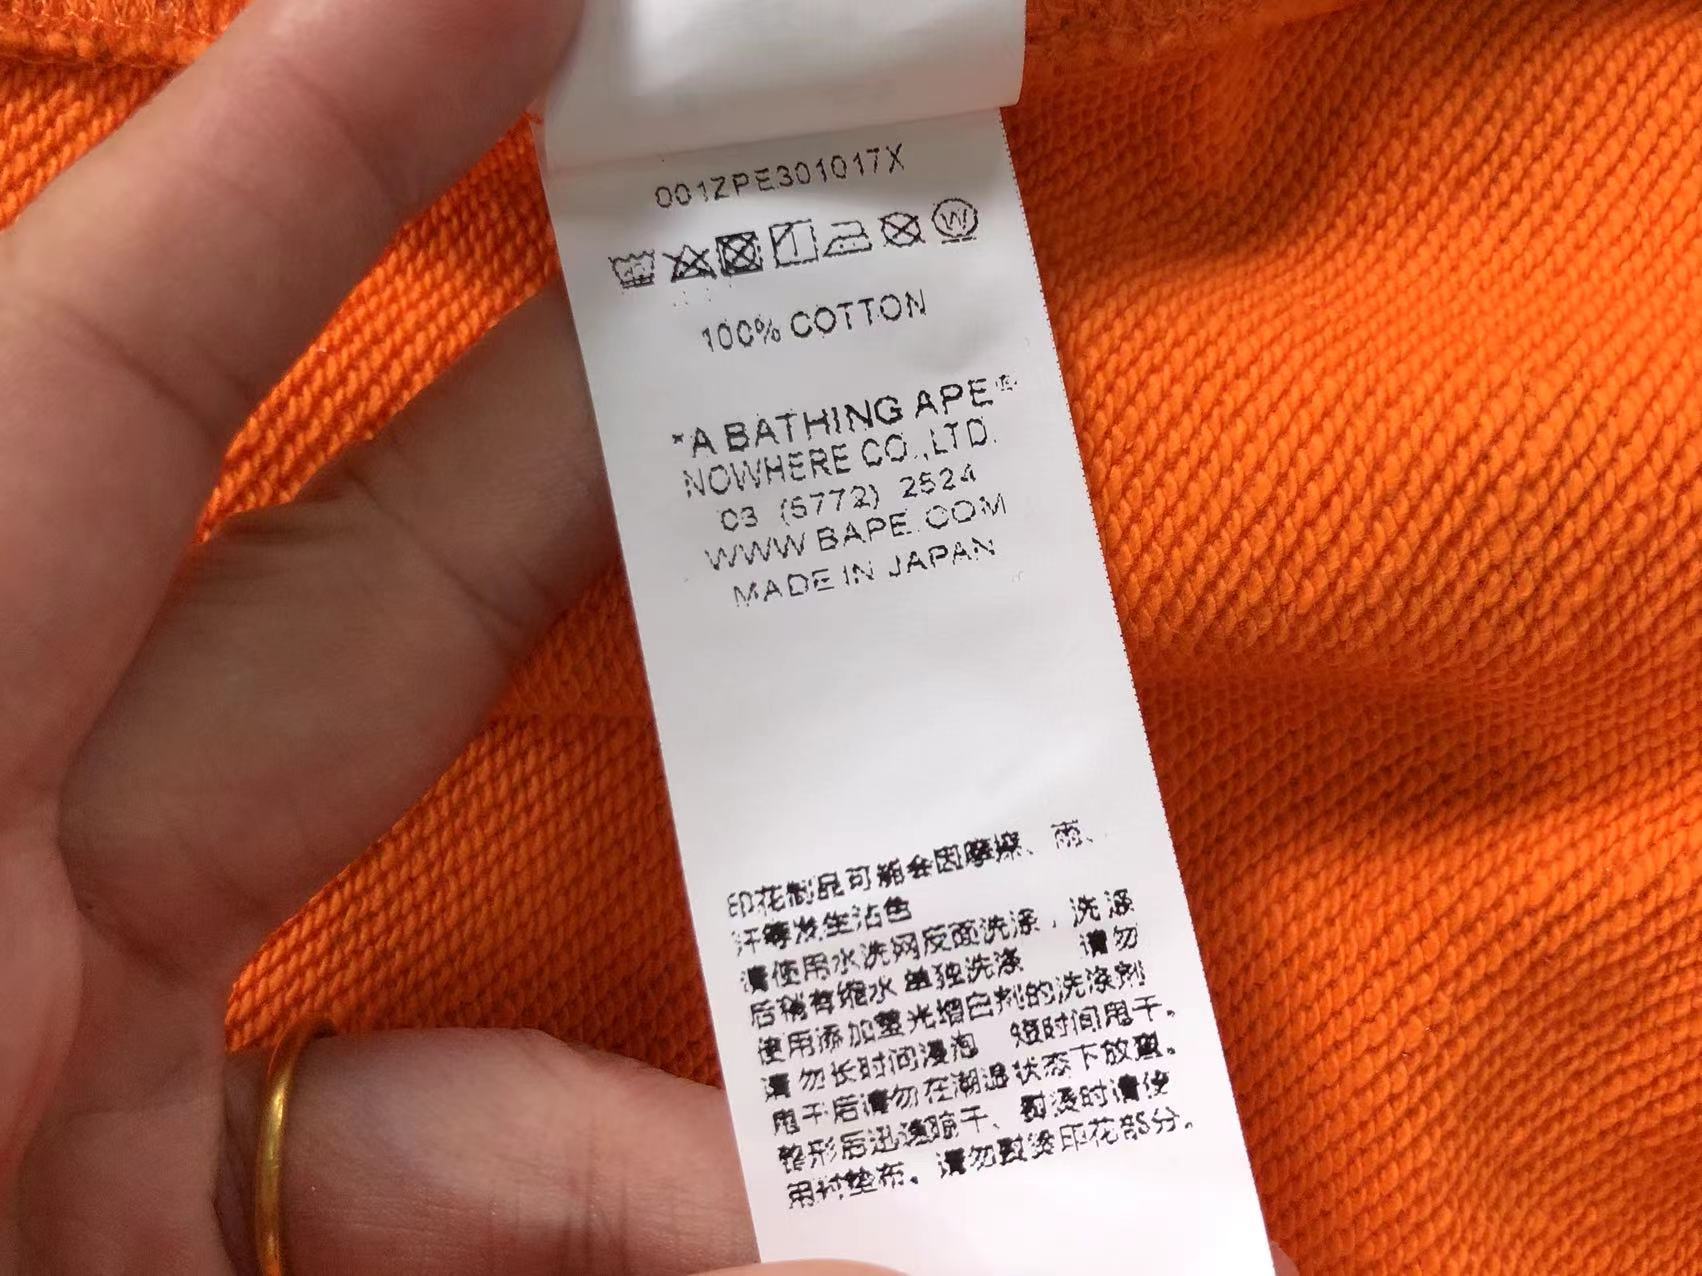 001ZPE301017X
W
100% COTTON
*A BATHING APE®
NOWHERE CO.,LTD.
03 (5772) 2524
WWW.BAPE.COM
MADE IN JAPAN
印花制品可能会因摩擦、雨、
汗等发生沾色
请使用水洗网反面洗涤，洗涤
后稍有缩水 单独洗涤 请勿
使用添加萤光增白剂的洗涤剂
请勿长时间浸泡 短时间甩干。
甩干后请勿在潮湿状态下放置。
整形后迅速晾干、熨烫时请使
用衬垫布。请勿熨烫印花部分。